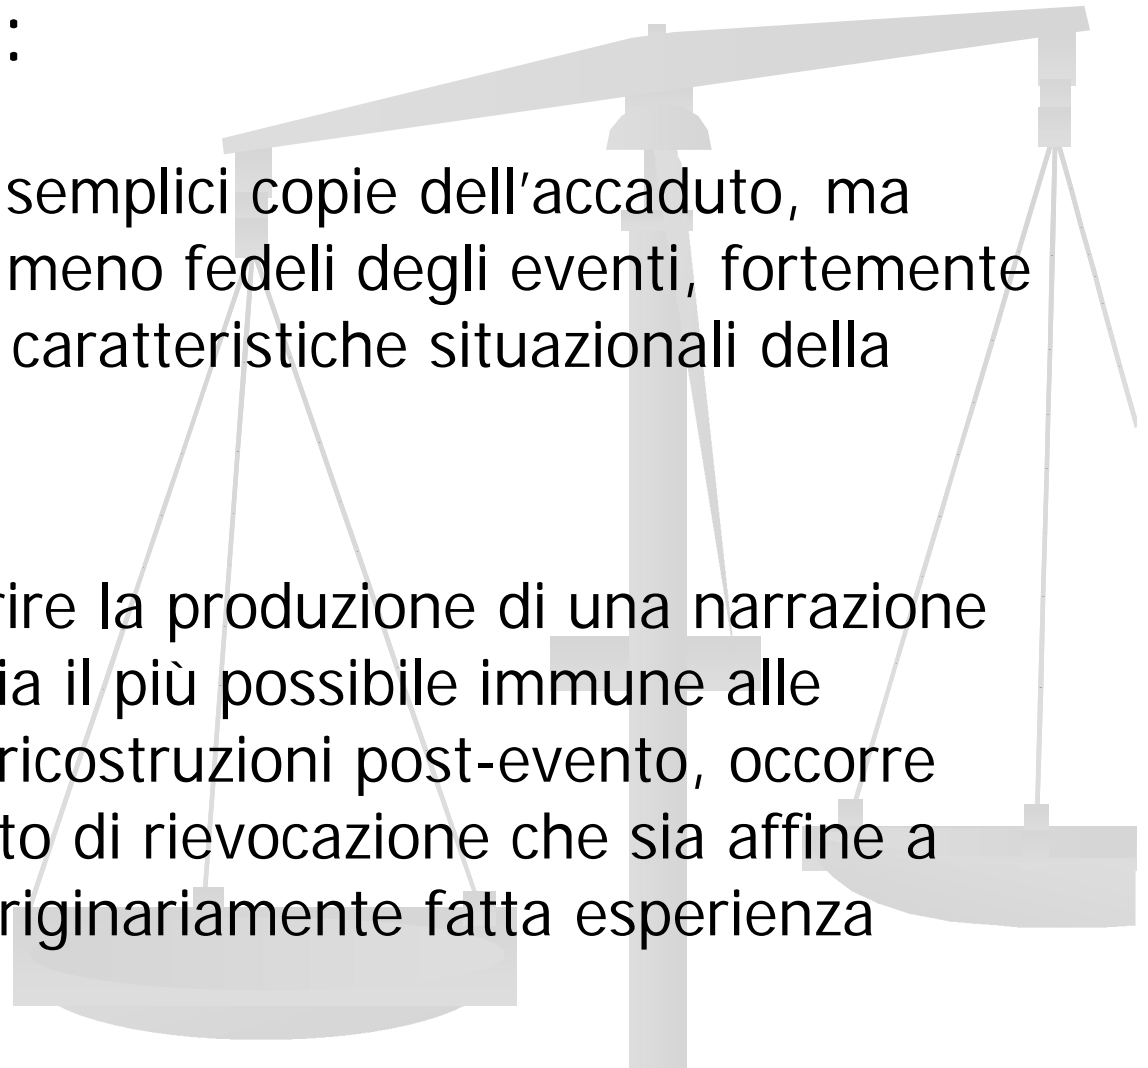 :
semplici copie dell'accaduto, ma
meno fedeli degli eventi, fortemente
caratteristiche situazionali della
rire la produzione di una narrazione
ia il più possibile immune alle
ricostruzioni post-evento, occorre
to di rievocazione che sia affine a
riginariamente fatta esperienza